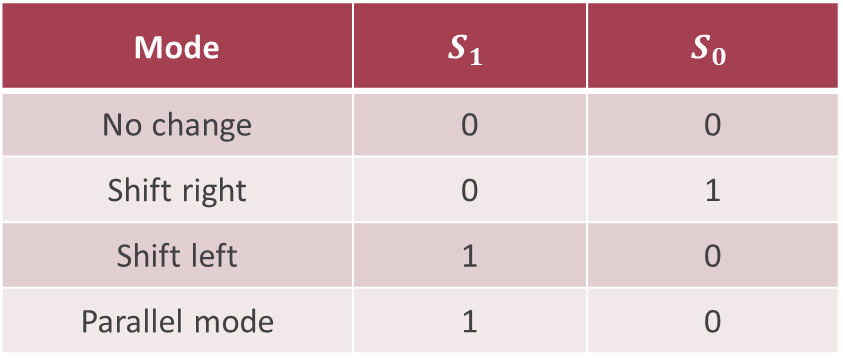 Mode S₁ S₀
No change 0 0
Shift right 0 1
Shift left 1 0
Parallel mode 1 0